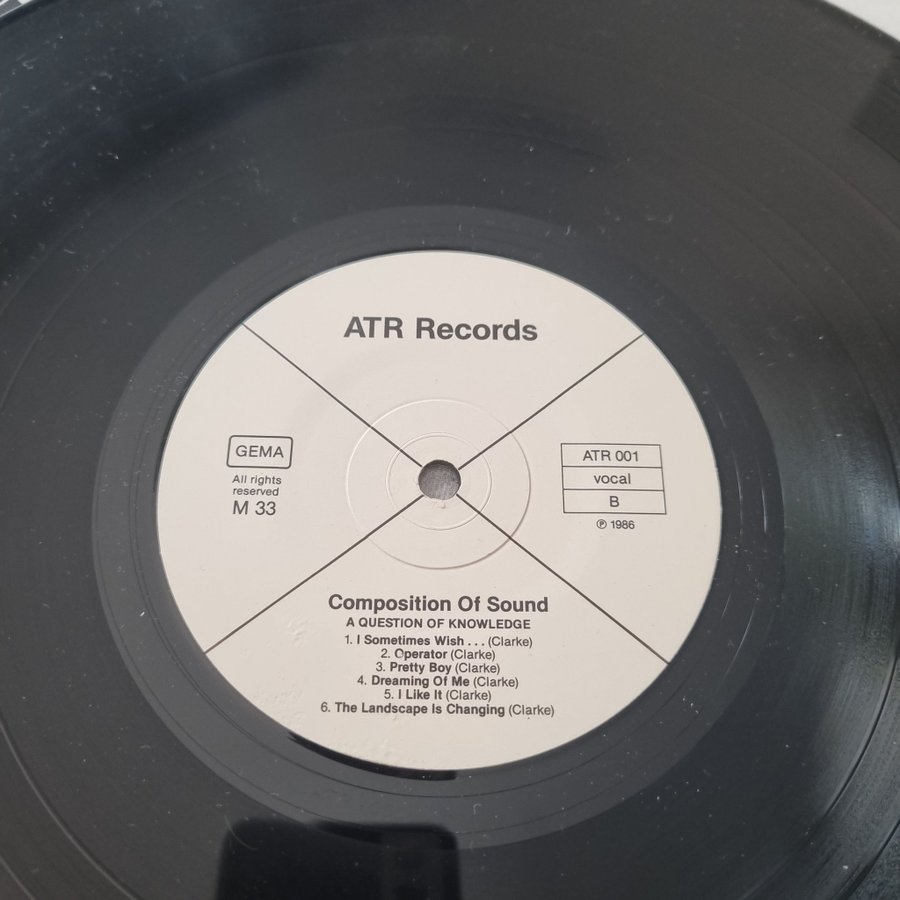 ATR Records
GEMA
All rights
reserved
M 33
ATR 001
vocal
B
℗ 1986
Composition Of Sound
A QUESTION OF KNOWLEDGE
1. I Sometimes Wish . . . (Clarke)
2. Operator (Clarke)
3. Pretty Boy (Clarke)
4. Dreaming Of Me (Clarke)
5. I Like It (Clarke)
6. The Landscape Is Changing (Clarke)